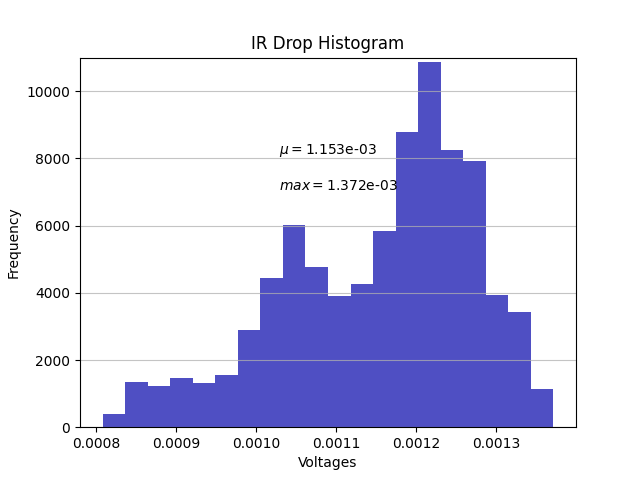 IR Drop Histogram
10000
8000
6000
4000
2000
0
Frequency
μ = 1.153e-03
max = 1.372e-03
0.0008 0.0009 0.0010 0.0011 0.0012 0.0013
Voltages